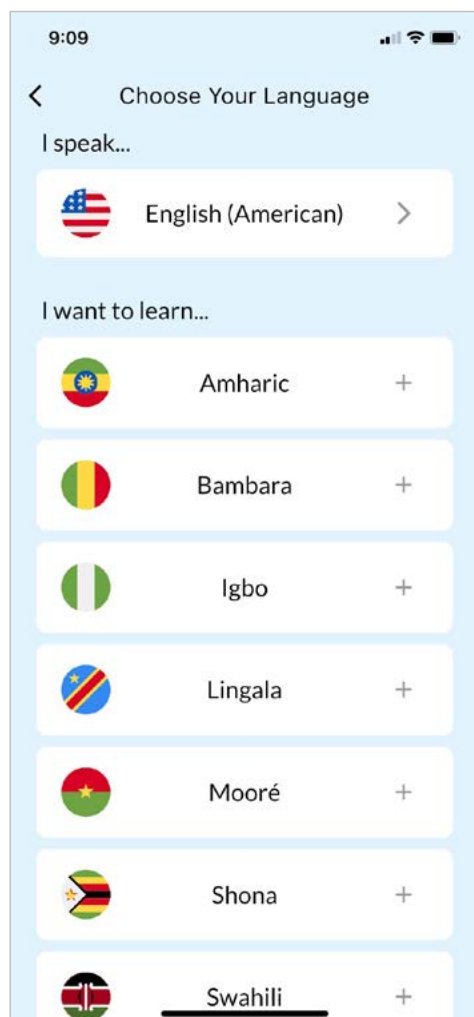 9:09
Choose Your Language
I speak...
English (American)
I want to learn...
Amharic
Bambara
Igbo
Lingala
Mooré
Shona
Swahili